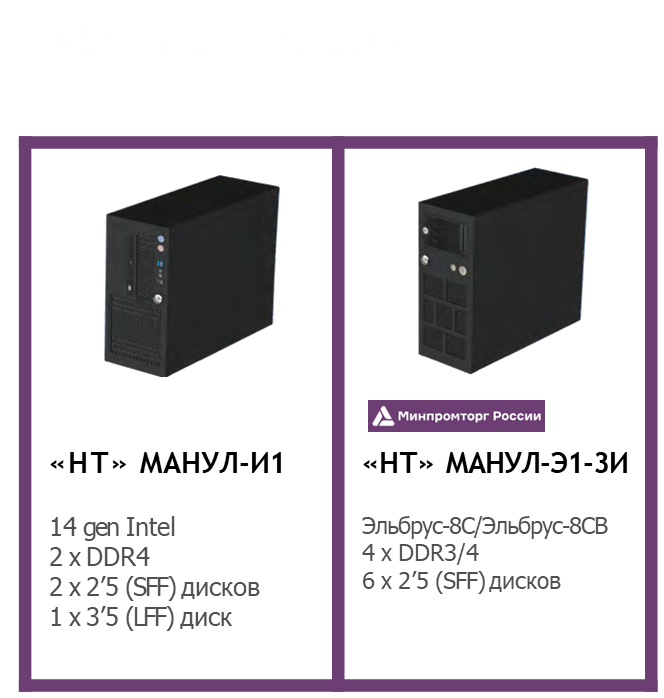 Минпромторг России
«НТ» МАНУЛ-И1
14 gen Intel
2 x DDR4
2 x 2’5 (SFF) дисков
1 x 3’5 (LFF) диск
«НТ» МАНУЛ-Э1-ЗИ
Эльбрус-8С/Эльбрус-8СВ
4 x DDR3/4
6 x 2’5 (SFF) дисков